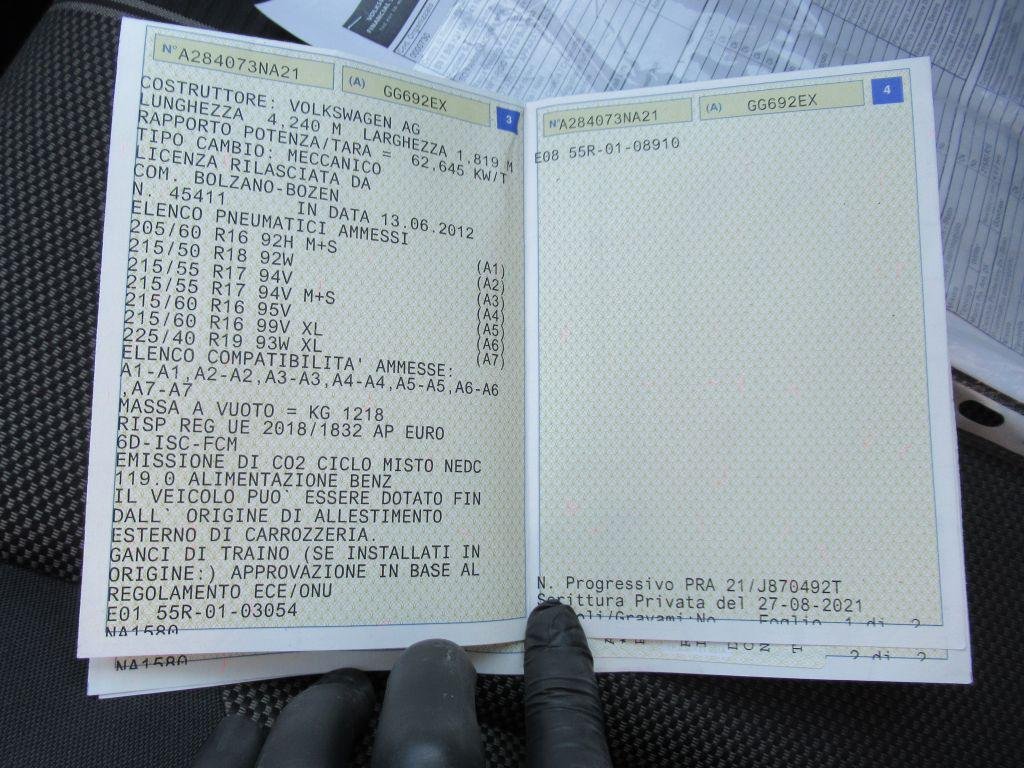 N° A284073NA21
(A) GG692EX
3
COSTRUTTORE: VOLKSWAGEN AG
LUNGHEZZA 4.240 M LARGHEZZA 1.819 M
RAPPORTO POTENZA/TARA = 62,645 KW/T
TIPO CAMBIO: MECCANICO
LICENZA RILASCIATA DA
COM. BOLZANO-BOZEN
N. 45411 IN DATA 13.06.2012
ELENCO PNEUMATICI AMMESSI
205/60 R16 92H M+S (A1)
215/50 R18 92W (A2)
215/55 R17 94V (A3)
215/55 R17 94V M+S (A4)
215/60 R16 95V (A5)
215/60 R16 99V XL (A6)
225/40 R19 93W XL (A7)
ELENCO COMPATIBILITA' AMMESSE:
A1-A1,A2-A2,A3-A3,A4-A4,A5-A5,A6-A6
,A7-A7
MASSA A VUOTO = KG 1218
RISP REG UE 2018/1832 AP EURO
6D-ISC-FCM
EMISSIONE DI CO2 CICLO MISTO NEDC
119.0 ALIMENTAZIONE BENZ
IL VEICOLO PUO` ESSERE DOTATO FIN
DALL` ORIGINE DI ALLESTIMENTO
ESTERNO DI CARROZZERIA.
GANCI DI TRAINO (SE INSTALLATI IN
ORIGINE:) APPROVAZIONE IN BASE AL
REGOLAMENTO ECE/ONU
E01 55R-01-03054
NA1580
NA1580
N° A284073NA21
(A) GG692EX
4
E08 55R-01-08910
N. Progressivo PRA 21/J870492T
Scrittura Privata del 27-08-2021
Foglio 1 di 2
2 di 2